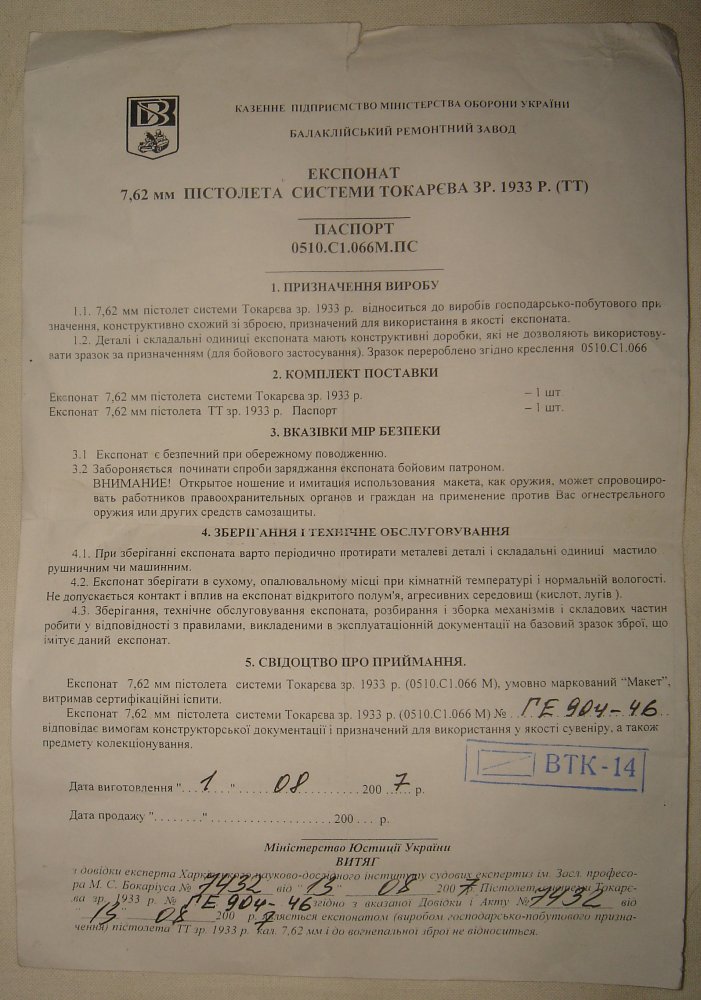 КАЗЕННЕ ПІДПРИЄМСТВО МІНІСТЕРСТВА ОБОРОНИ УКРАЇНИ
БАЛАКЛІЙСЬКИЙ РЕМОНТНИЙ ЗАВОД
ЕКСПОНАТ
7,62 мм ПІСТОЛЕТА СИСТЕМИ ТОКАРЄВА ЗР. 1933 Р. (ТТ)
ПАСПОРТ
0510.С1.066М.ПС
1. ПРИЗНАЧЕННЯ ВИРОБУ
1.1. 7,62 мм пістолет системи Токарєва зр. 1933 р. відноситься до виробів господарсько-побутового при
значення, конструктивно схожий зі зброєю, призначений для використання в якості експоната.
1.2. Деталі і складальні одиниці експоната мають конструктивні доробки, які не дозволяють використову-
вати зразок за призначенням (для бойового застосування). Зразок перероблено згідно креслення 0510.С1.066
2. КОМПЛЕКТ ПОСТАВКИ
Експонат 7,62 мм пістолета системи Токарєва зр. 1933 р. – 1 шт.
Експонат 7,62 мм пістолета ТТ зр. 1933 р. Паспорт – 1 шт.
3. ВКАЗІВКИ МІР БЕЗПЕКИ
3.1 Експонат є безпечний при обережному поводженню.
3.2 Забороняється починати спроби заряджання експоната бойовим патроном.
ВНИМАНИЕ! Открытое ношение и имитация использования макета, как оружия, может спровоциро-
вать работников правоохранительных органов и граждан на применение против Вас огнестрельного
оружия или других средств самозащиты.
4. ЗБЕРІГАННЯ І ТЕХНІЧНЕ ОБСЛУГОВУВАННЯ
4.1. При зберіганні експоната варто періодично протирати металеві деталі і складальні одиниці мастило
рушничним чи машинним.
4.2. Експонат зберігати в сухому, опалювальному місці при кімнатній температурі і нормальній вологості.
Не допускається контакт і вплив на експонат відкритого полум'я, агресивних середовищ (кислот, лугів ).
4.3. Зберігання, технічне обслуговування експоната, розбирання і зборка механізмів і складових частин
робити у відповідності з правилами, викладеними в эксплуатаційній документації на базовий зразок зброї, що
імітує даний експонат.
5. СВІДОЦТВО ПРО ПРИЙМАННЯ.
Експонат 7,62 мм пістолета системи Токарєва зр. 1933 р. (0510.С1.066 М), умовно маркований “Макет”,
витримав сертифікаційні іспити.
Експонат 7,62 мм пістолета системи Токарєва зр. 1933 р. (0510.С1.066 М) № ГЕ 904-46
відповідає вимогам конструкторської документації і призначений для використання у якості сувеніру, а також
предмету колекціонування.
ВТК-14
Дата виготовлення "...1...".....08..........200 7 р.
Дата продажу "........"...................200 ... р.
Міністерство Юстиції України
ВИТЯГ
з довідки експерта Харківського науково-дослідного інституту судових експертиз ім. Засл. професо-
ра М. С. Бокаріуса № 7432 від "15" 08 200 7. Пістолет системи Токарє-
ва зр. 1933 р. № ГЕ 904-46 згідно з вказаної Довідки і Акту № 7432 від
"15" 08 200 7 р. являється експонатом (виробом господарсько-побутового призна-
чення) пістолета ТТ зр. 1933 р. кал. 7,62 мм і до вогнепальної зброї не відноситься.